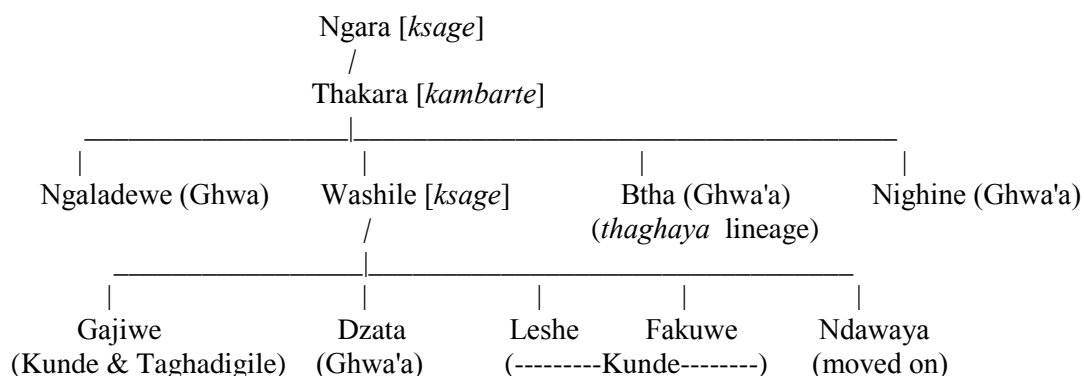 Ngara [ksage]
Thakara [kambarte]
Ngaladewe (Ghwa) Washile [ksage] Btha (Ghwa'a) Nighine (Ghwa'a)
(thaghaya lineage)
Gajiwe Dzata Leshe Fakuwe Ndawaya
(Kunde & Taghadigile) (Ghwa'a) (---------Kunde--------) (moved on)